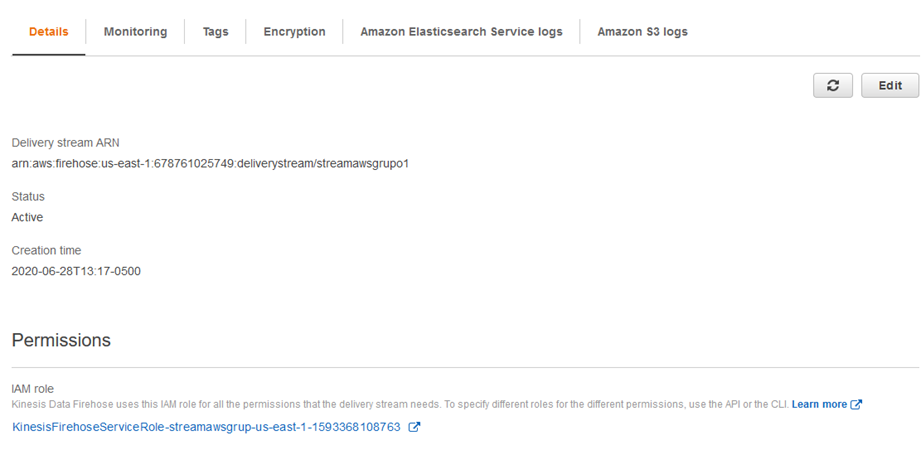 Details Monitoring Tags Encryption Amazon Elasticsearch Service logs Amazon S3 logs
Edit
Delivery stream ARN
arn:aws:firehose:us-east-1:678761025749:deliverystream/streamawsgrupo1
Status
Active
Creation time
2020-06-28T13:17-0500
Permissions
IAM role
Kinesis Data Firehose uses this IAM role for all the permissions that the delivery stream needs. To specify different roles for the different permissions, use the API or the CLI. Learn more
KinesisFirehoseServiceRole-streamawsgrup-us-east-1-1593368108763